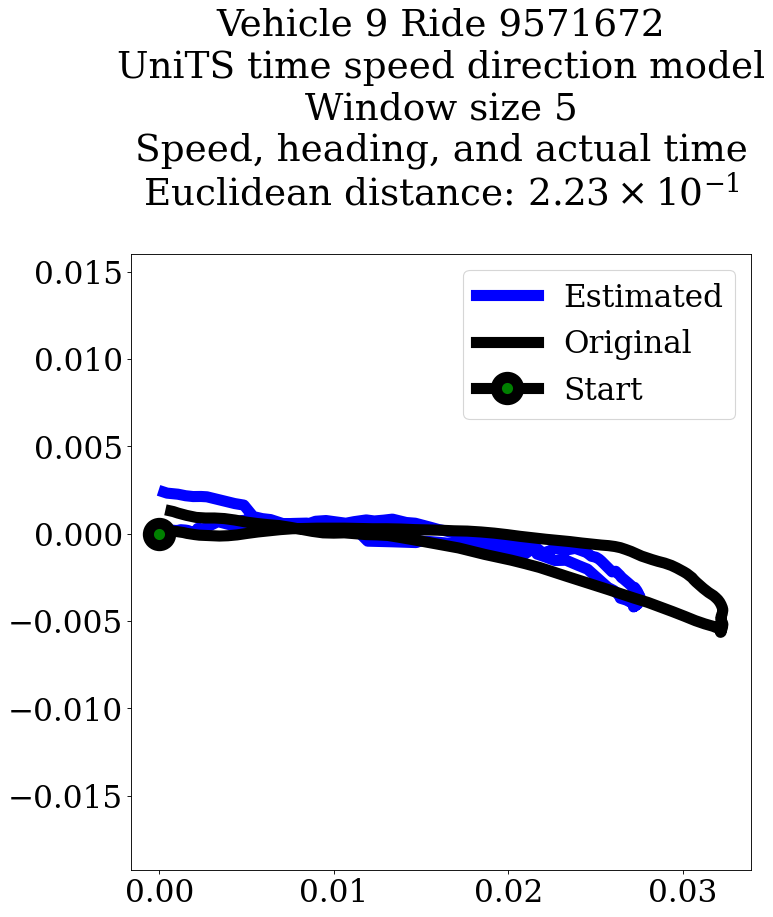 Vehicle 9 Ride 9571672
UniTS time speed direction model
Window size 5
Speed, heading, and actual time
Euclidean distance: 2.23 × 10⁻¹
Estimated
Original
Start
0.015
0.010
0.005
0.000
−0.005
−0.010
−0.015
0.00 0.01 0.02 0.03